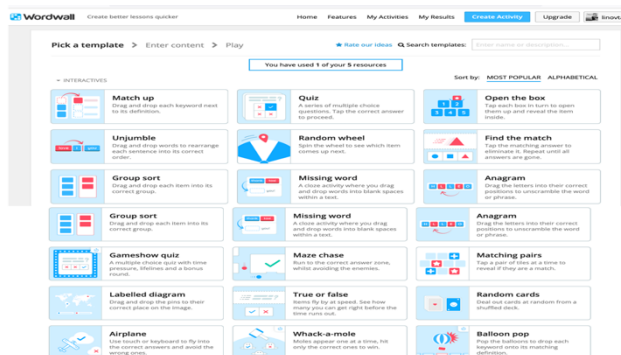 Wordwall Create better lessons quicker
Home Features My Activities My Results Create Activity Upgrade linovt
Pick a template > Enter content > Play
Rate our ideas Search templates: Enter name or description...
You have used 1 of your 5 resources
INTERACTIVES
Sort by: MOST POPULAR ALPHABETICAL
Match up
Drag and drop each keyword next
to its definition.
Quiz
A series of multiple choice
questions. Tap the correct answer
to proceed.
Open the box
Tap each box in turn to open
them up and reveal the item
inside.
Unjumble
Drag and drop words to rearrange
each sentence into its correct
order.
Random wheel
Spin the wheel to see which item
comes up next.
Find the match
Tap the matching answer to
eliminate it. Repeat until all
answers are gone.
Group sort
Drag and drop each item into its
correct group.
Missing word
A cloze activity where you drag
and drop words into blank spaces
within a text.
Anagram
Drag the letters into their correct
positions to unscramble the word
or phrase.
Group sort
Drag and drop each item into its
correct group.
Missing word
A cloze activity where you drag
and drop words into blank spaces
within a text.
Anagram
Drag the letters into their correct
positions to unscramble the word
or phrase.
Gameshow quiz
A multiple choice quiz with time
pressure, lifelines and a bonus
round.
Maze chase
Run to the correct answer zone,
whilst avoiding the enemies.
Matching pairs
Tap a pair of tiles at a time to
reveal if they are a match.
Labelled diagram
Drag and drop the pins to their
correct place on the image.
True or false
Items fly by at speed. See how
many you can get right before the
time runs out.
Random cards
Deal out cards at random from a
shuffled deck.
Airplane
Use touch or keyboard to fly into
the correct answers and avoid the
wrong ones.
Whack-a-mole
Moles appear one at a time, hit
only the correct ones to win.
Balloon pop
Pop the balloons to drop each
keyword onto its matching
definition.